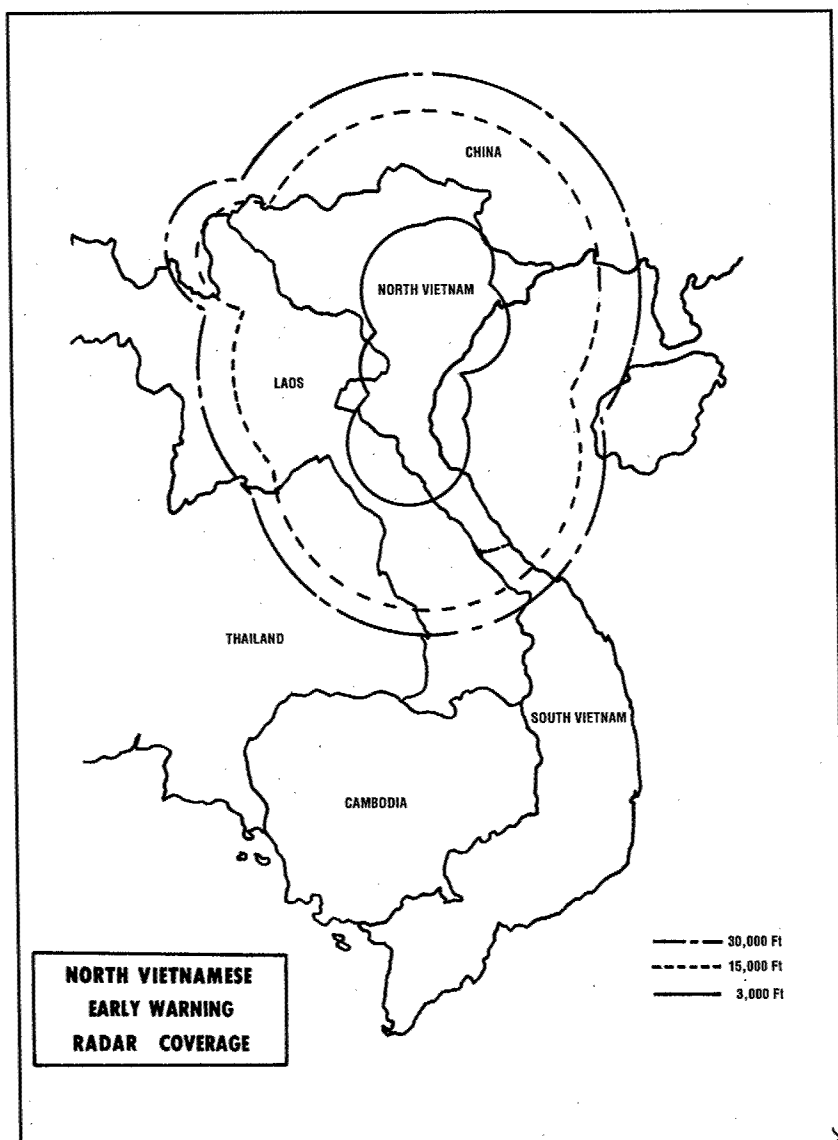 CHINA
NORTH VIETNAM
LAOS
THAILAND
SOUTH VIETNAM
CAMBODIA
30,000 Ft
15,000 Ft
3,000 Ft
NORTH VIETNAMESE
EARLY WARNING
RADAR COVERAGE